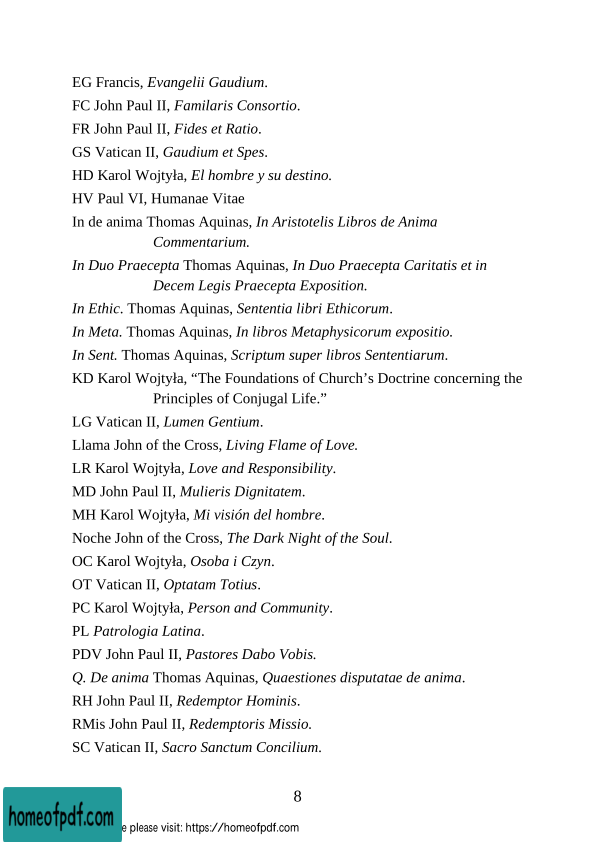 EG Francis, Evangelii Gaudium.
FC John Paul II, Familaris Consortio.
FR John Paul II, Fides et Ratio.
GS Vatican II, Gaudium et Spes.
HD Karol Wojtyła, El hombre y su destino.
HV Paul VI, Humanae Vitae
In de anima Thomas Aquinas, In Aristotelis Libros de Anima
Commentarium.
In Duo Praecepta Thomas Aquinas, In Duo Praecepta Caritatis et in
Decem Legis Praecepta Exposition.
In Ethic. Thomas Aquinas, Sententia libri Ethicorum.
In Meta. Thomas Aquinas, In libros Metaphysicorum expositio.
In Sent. Thomas Aquinas, Scriptum super libros Sententiarum.
KD Karol Wojtyła, “The Foundations of Church’s Doctrine concerning the
Principles of Conjugal Life.”
LG Vatican II, Lumen Gentium.
Llama John of the Cross, Living Flame of Love.
LR Karol Wojtyła, Love and Responsibility.
MD John Paul II, Mulieris Dignitatem.
MH Karol Wojtyła, Mi visión del hombre.
Noche John of the Cross, The Dark Night of the Soul.
OC Karol Wojtyła, Osoba i Czyn.
OT Vatican II, Optatam Totius.
PC Karol Wojtyła, Person and Community.
PL Patrologia Latina.
PDV John Paul II, Pastores Dabo Vobis.
Q. De anima Thomas Aquinas, Quaestiones disputatae de anima.
RH John Paul II, Redemptor Hominis.
RMis John Paul II, Redemptoris Missio.
SC Vatican II, Sacro Sanctum Concilium.
8
homeofpdf.com
e please visit: https://homeofpdf.com